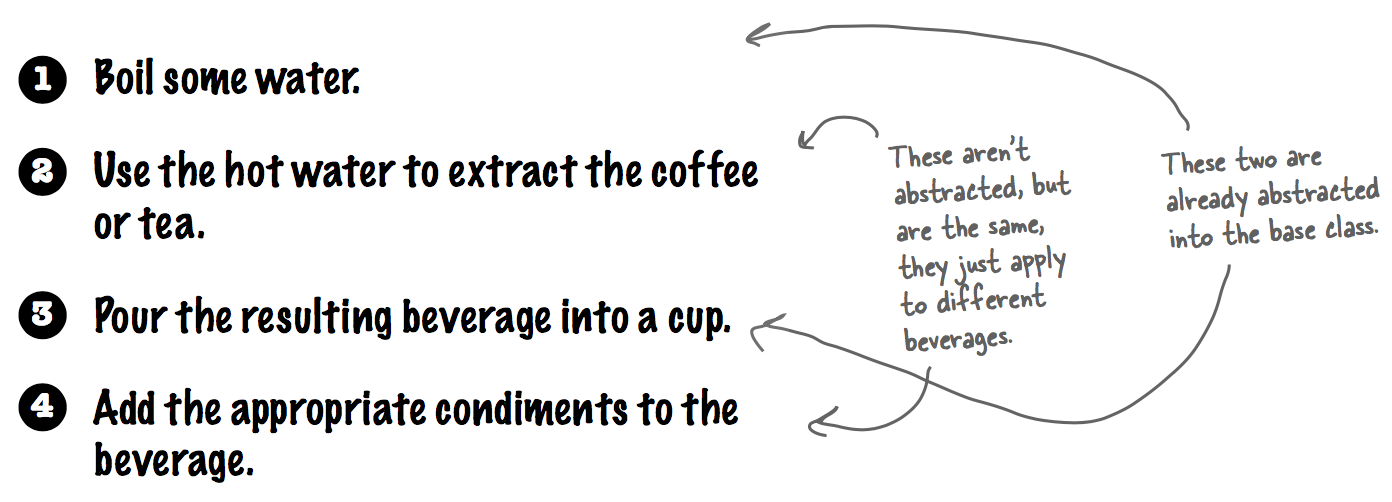 1 Boil some water.
2 Use the hot water to extract the coffee
or tea.
3 Pour the resulting beverage into a cup.
4 Add the appropriate condiments to the
beverage.
These aren't
abstracted, but
are the same,
they just apply
to different
beverages.
These two are
already abstracted
into the base class.